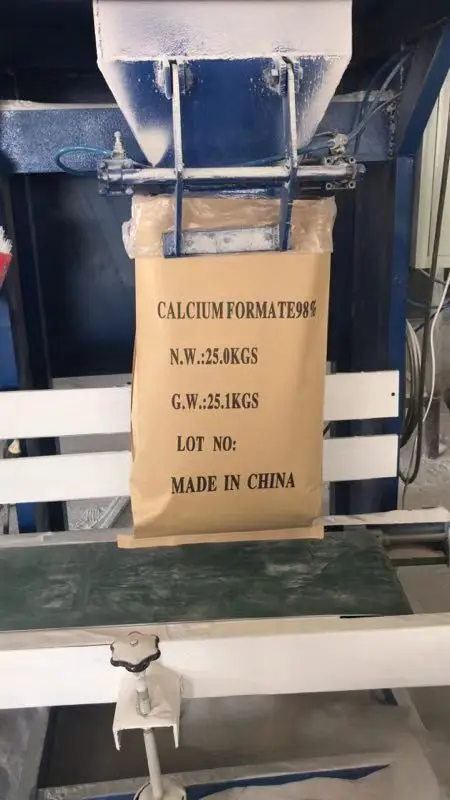 CALCIUM FORMATE98%
N.W.:25.0KGS
G.W.:25.1KGS
LOT NO:
MADE IN CHINA